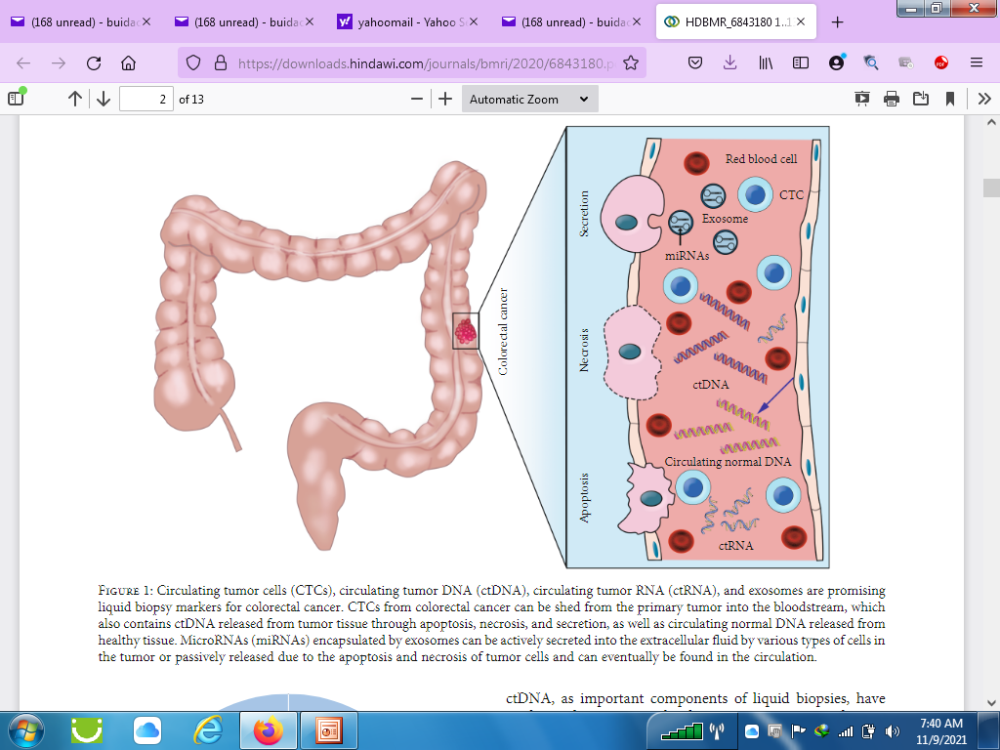 (168 unread) - buidac
(168 unread) - buidac
yahoomail - Yahoo S
(168 unread) - buidac
HDBMR_6843180 1..1
https://downloads.hindawi.com/journals/bmri/2020/6843180.p
2 of 13
Automatic Zoom
Red blood cell
CTC
Secretion
Exosome
miRNAs
Colorectal cancer
Necrosis
ctDNA
Circulating normal DNA
Apoptosis
ctRNA
Figure 1: Circulating tumor cells (CTCs), circulating tumor DNA (ctDNA), circulating tumor RNA (ctRNA), and exosomes are promising
liquid biopsy markers for colorectal cancer. CTCs from colorectal cancer can be shed from the primary tumor into the bloodstream, which
also contains ctDNA released from tumor tissue through apoptosis, necrosis, and secretion, as well as circulating normal DNA released from
healthy tissue. MicroRNAs (miRNAs) encapsulated by exosomes can be actively secreted into the extracellular fluid by various types of cells in
the tumor or passively released due to the apoptosis and necrosis of tumor cells and can eventually be found in the circulation.
ctDNA, as important components of liquid biopsies, have
7:40 AM
11/9/2021